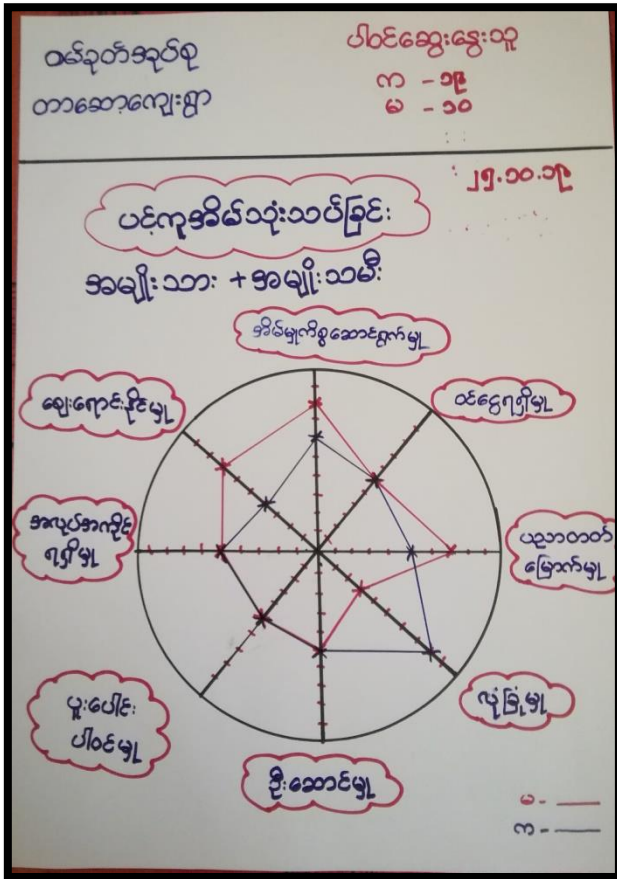 ဝမ်ခုတ်အုပ်စု
တာဆော့ကျေးရွာ
ပါဝင်ဆွေးနွေးသူ
က - ၁၉
မ - ၁၀
၂၅.၁၀.၁၉
ပင့်ကူအိမ်သုံးသပ်ခြင်း
အမျိုးသား + အမျိုးသမီး
အိမ်မှုကိစ္စဆောင်ရွက်မှု
ဈေးရောင်းနိုင်မှု
ဝင်ငွေရရှိမှု
အလုပ်အကိုင်
ရရှိမှု
ပညာတတ်
မြောက်မှု
ပူးပေါင်း
ပါဝင်မှု
လုံခြုံမှု
ဦးဆောင်မှု
မ -
က -